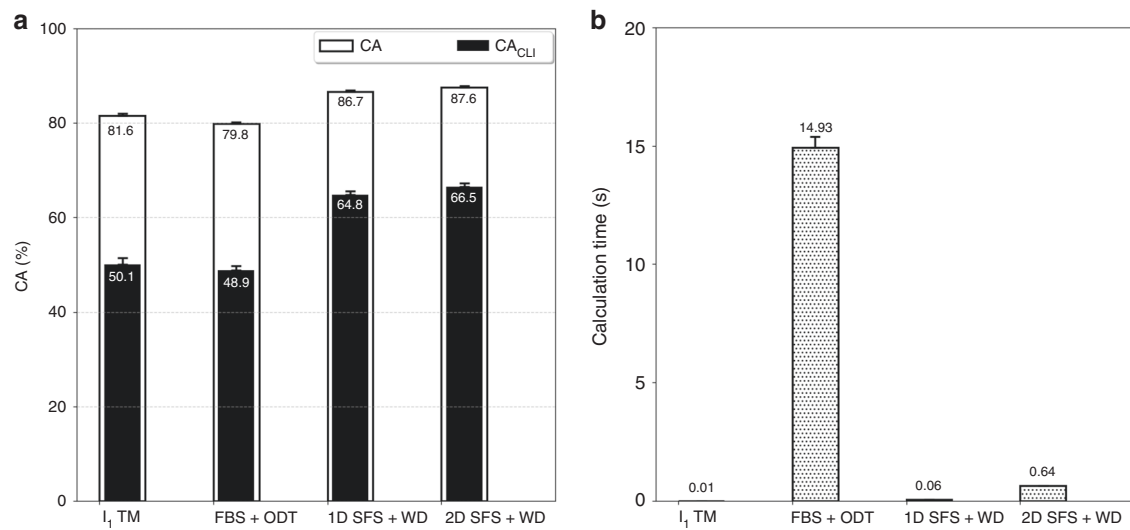 a
100
80
60
40
20
0
CA (%)
CA
CA_CLI
81.6
50.1
79.8
48.9
86.7
64.8
87.6
66.5
I₁ TM
FBS + ODT
1D SFS + WD
2D SFS + WD
b
20
15
10
5
0
Calculation time (s)
0.01
14.93
0.06
0.64
I₁ TM
FBS + ODT
1D SFS + WD
2D SFS + WD